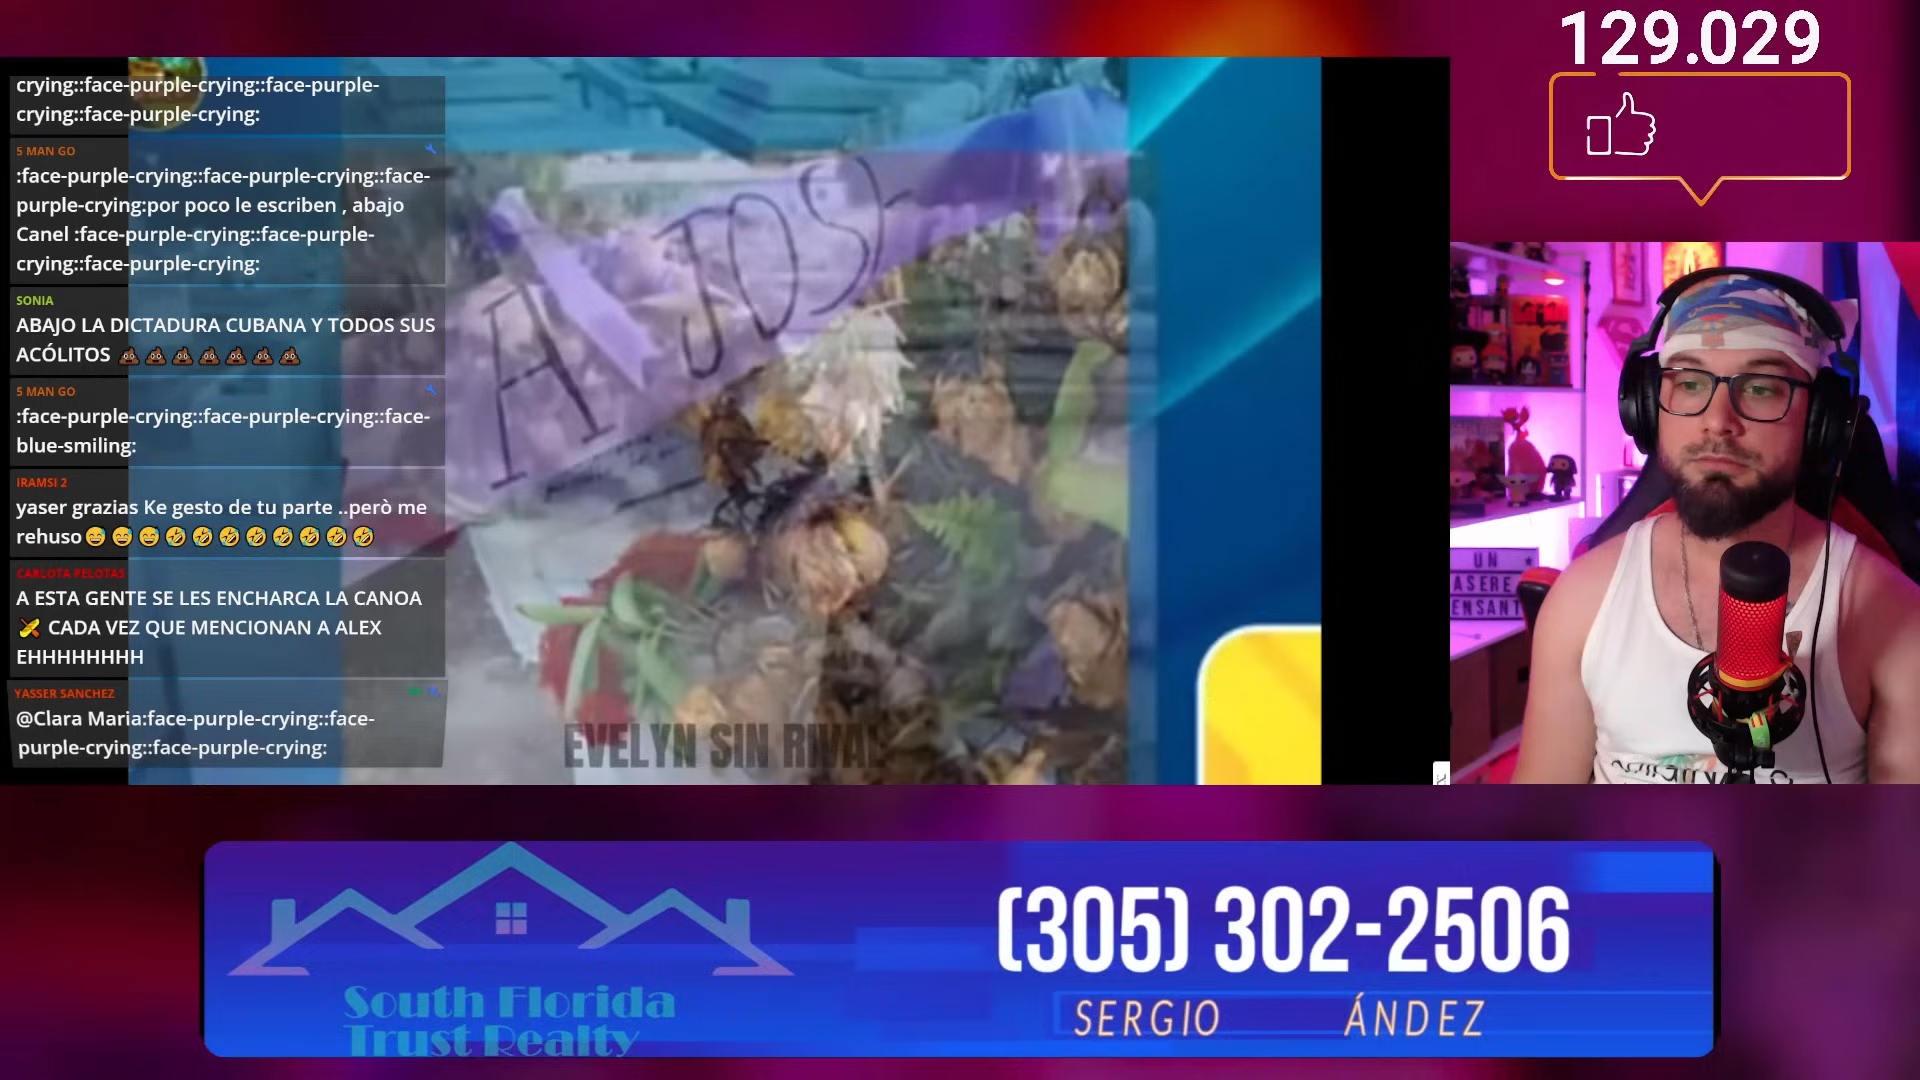 129.029
crying::face-purple-crying::face-purple-
crying::face-purple-crying:
5 MAN GO
:face-purple-crying::face-purple-crying::face-
purple-crying:por poco le escriben , abajo
Canel :face-purple-crying::face-purple-
crying::face-purple-crying:
SONIA
ABAJO LA DICTADURA CUBANA Y TODOS SUS
ACÓLITOS 💩💩💩💩💩💩💩
5 MAN GO
:face-purple-crying::face-purple-crying::face-
blue-smiling:
IRAMSI 2
yaser grazias Ke gesto de tu parte ..però me
rehuso😅😅😅🤣🤣🤣🤣🤣🤣🤣🤣
CARLOTA PELOTAS
A ESTA GENTE SE LES ENCHARCA LA CANOA
🛶 CADA VEZ QUE MENCIONAN A ALEX
EHHHHHHHH
YASSER SANCHEZ
@Clara Maria:face-purple-crying::face-
purple-crying::face-purple-crying:
A JOSE
EVELYN SIN RIVAL
UN
ASERE
ENSANT
South Florida
Trust Realty
(305) 302-2506
SERGIO ÁNDEZ